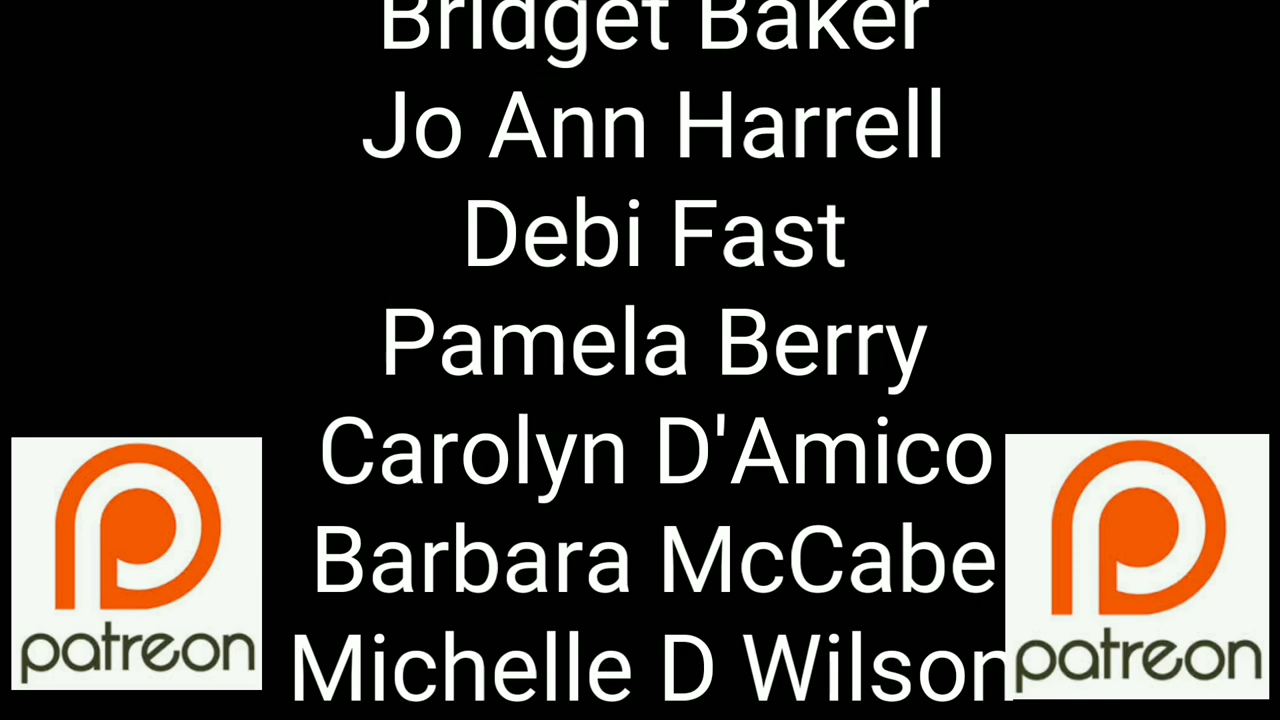 Bridget Baker
Jo Ann Harrell
Debi Fast
Pamela Berry
Carolyn D'Amico
Barbara McCabe
Michelle D Wilson
patreon
patreon